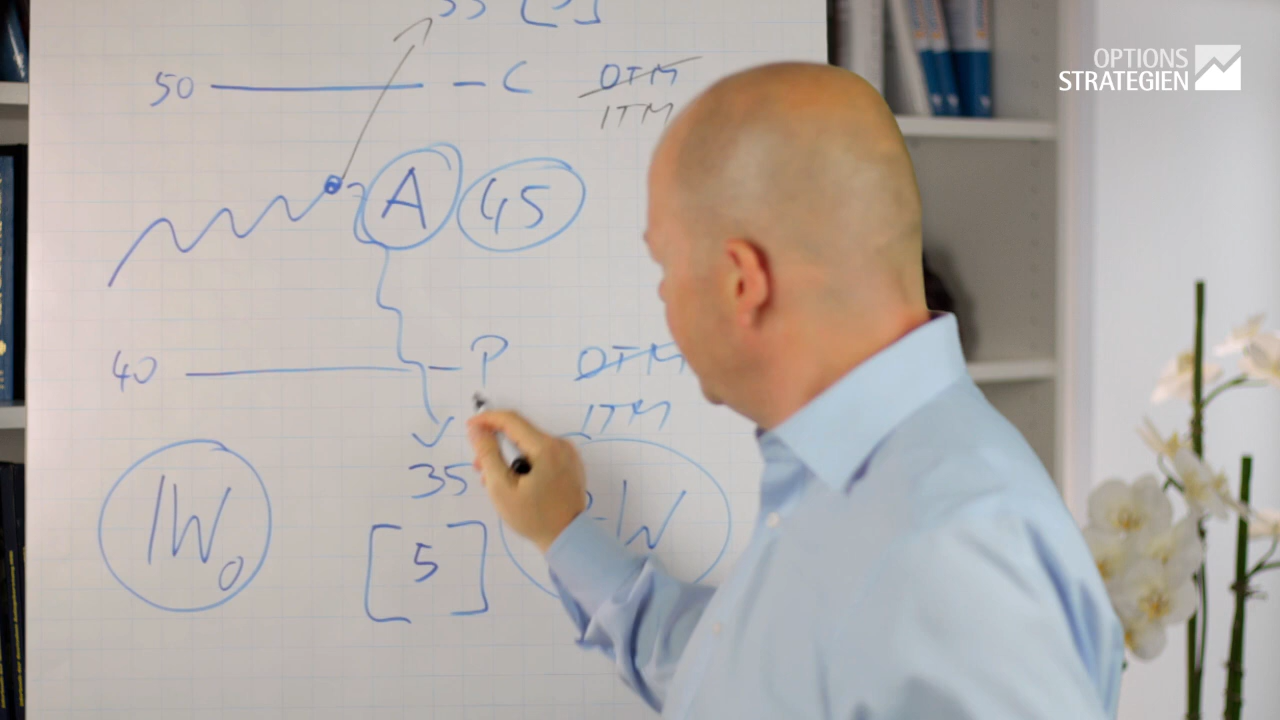 OPTIONS
STRATEGIEN
50 — C OTM
ITM
A 45
40 — P OTM
ITM
35
IW0
[5]